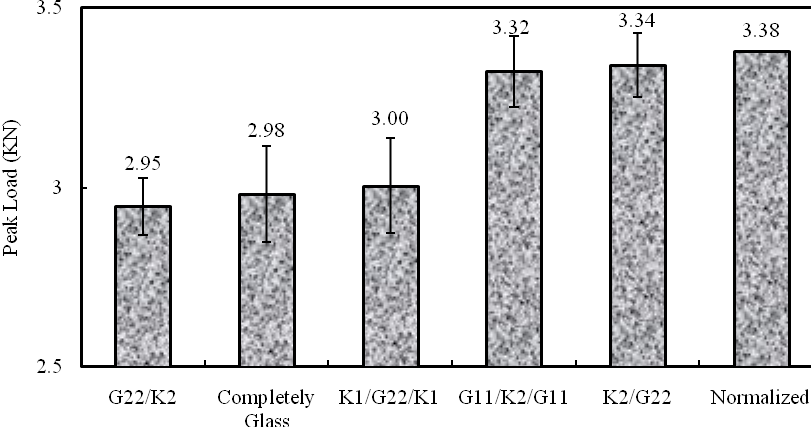 3.5
3
2.5
Peak Load (KN)
2.95
2.98
3.00
3.32
3.34
3.38
G22/K2
Completely
Glass
K1/G22/K1
G11/K2/G11
K2/G22
Normalized